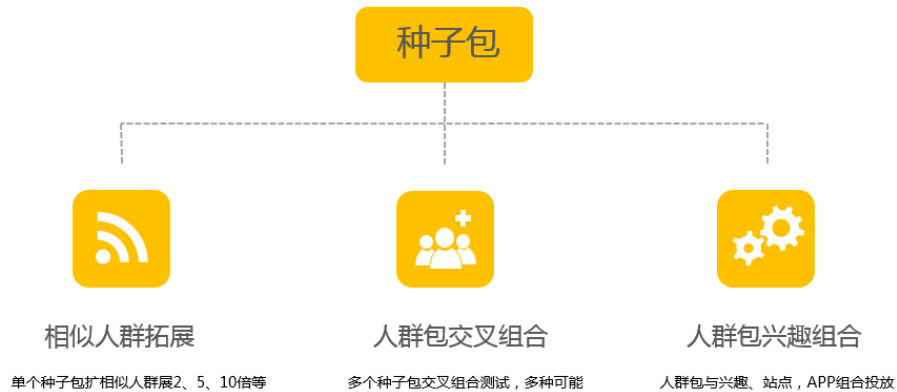 种子包
相似人群拓展
人群包交叉组合
人群包兴趣组合
单个种子包扩相似人群展2、5、10倍等
多个种子包交叉组合测试，多种可能
人群包与兴趣、站点，APP组合投放